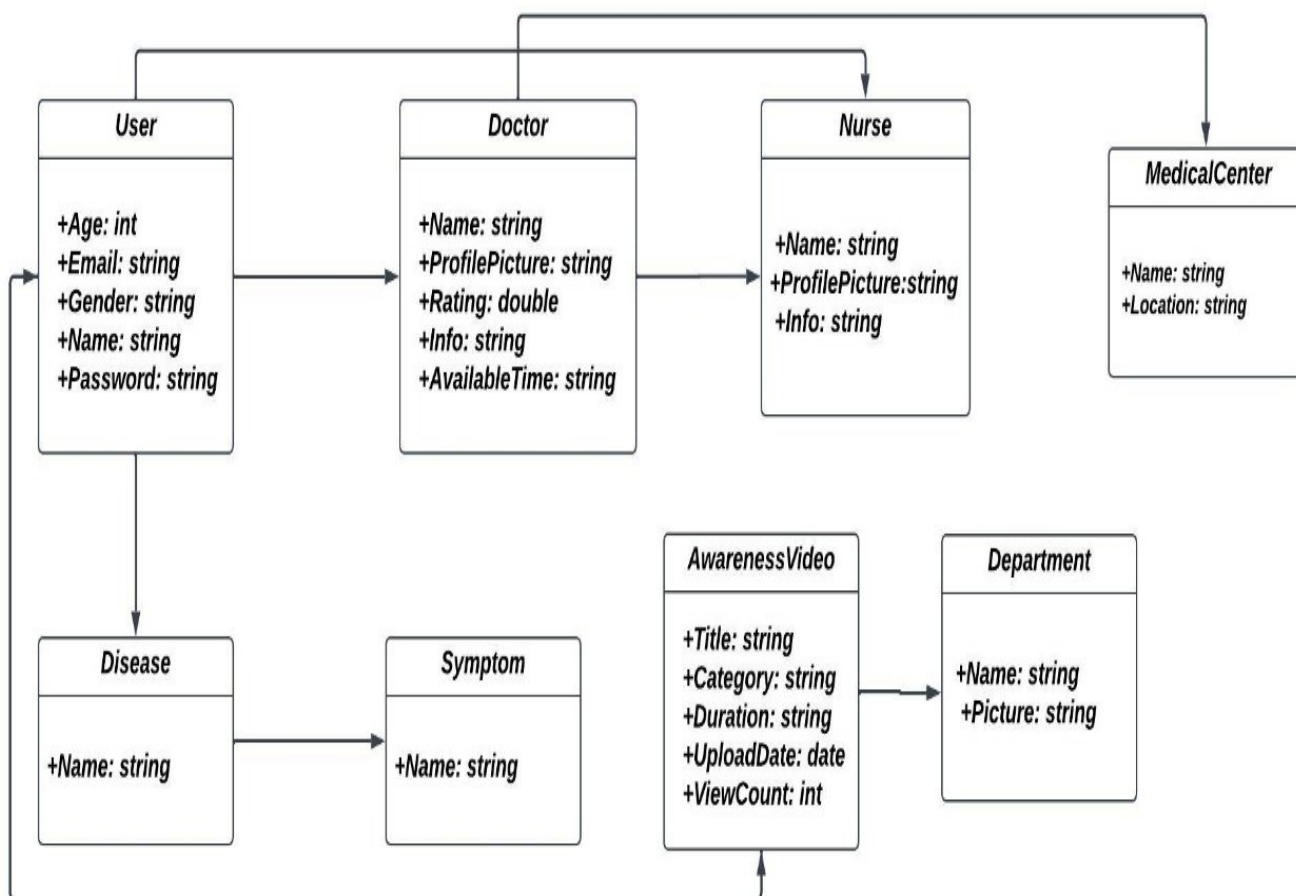 User
+Age: int
+Email: string
+Gender: string
+Name: string
+Password: string
Doctor
+Name: string
+ProfilePicture: string
+Rating: double
+Info: string
+AvailableTime: string
Nurse
+Name: string
+ProfilePicture:string
+Info: string
MedicalCenter
+Name: string
+Location: string
Disease
+Name: string
Symptom
+Name: string
AwarenessVideo
+Title: string
+Category: string
+Duration: string
+UploadDate: date
+ViewCount: int
Department
+Name: string
+Picture: string